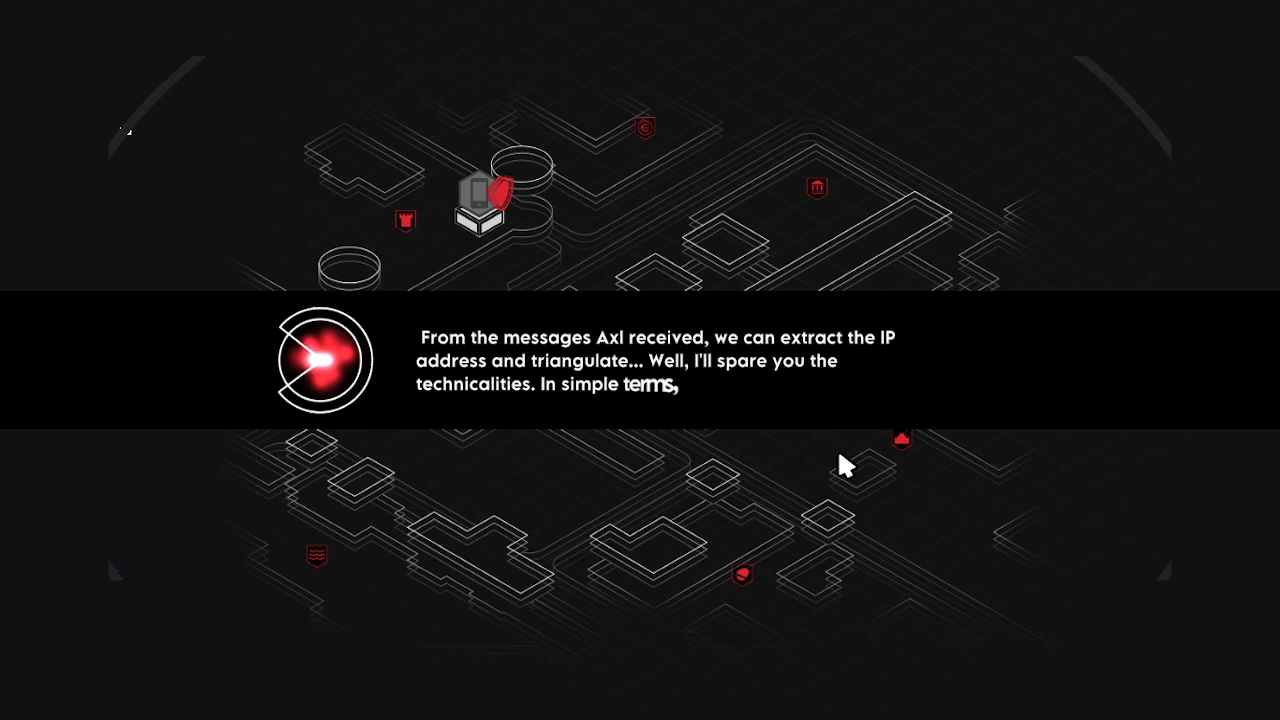 From the messages Axl received, we can extract the IP
address and triangulate... Well, I'll spare you the
technicalities. In simple terms,